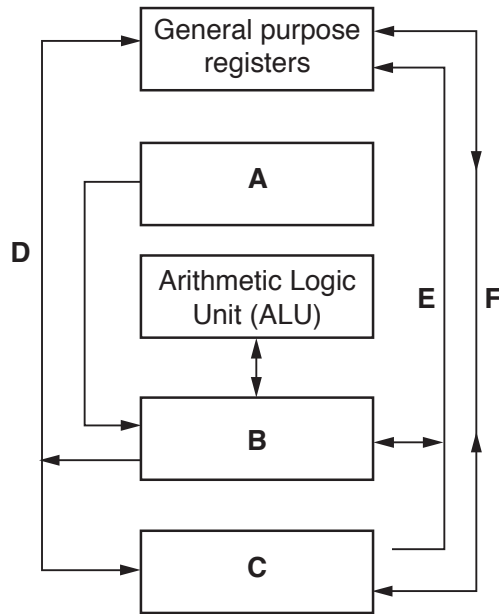 General purpose
registers
A
D
Arithmetic Logic
Unit (ALU)
E
F
B
C